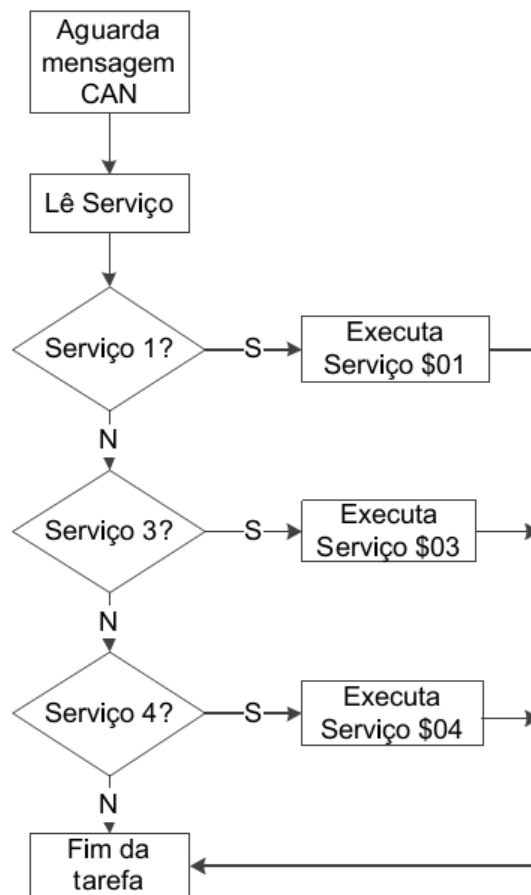 Aguarda
mensagem
CAN
Lê Serviço
Serviço 1?
S
Executa
Serviço $01
N
Serviço 3?
S
Executa
Serviço $03
N
Serviço 4?
S
Executa
Serviço $04
N
Fim da
tarefa